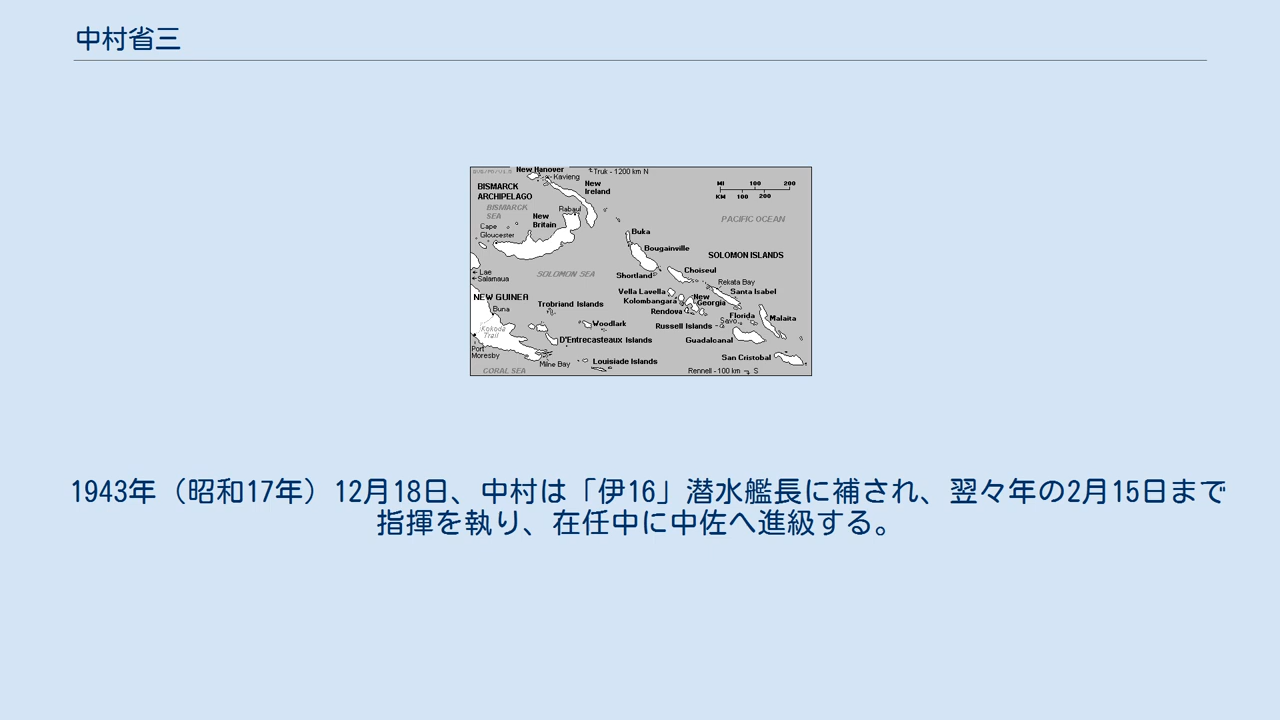 中村省三
New Hanover
Truk - 1200 km N
Kavieng
BISMARCK
ARCHIPELAGO
New
Ireland
MI 100 200
KM 100 200
BISMARCK
SEA
Rabaul
New
Britain
PACIFIC OCEAN
Cape
Gloucester
Buka
Bougainville
SOLOMON ISLANDS
Lae
Salamaua
SOLOMON SEA
Shortland
Choiseul
Rekata Bay
Vella Lavella
Santa Isabel
NEW GUINEA
Kolombangara
New
Georgia
Buna
Trobriand Islands
Rendova
Florida
Malaita
Savo
Kokoda
Trail
Woodlark
Russell Islands
D'Entrecasteaux Islands
Guadalcanal
Port
Moresby
Milne Bay
Louisiade Islands
San Cristobal
CORAL SEA
Rennell - 100 km S
1943年（昭和17年）12月18日、中村は「伊16」潜水艦長に補され、翌々年の2月15日まで
指揮を執り、在任中に中佐へ進級する。